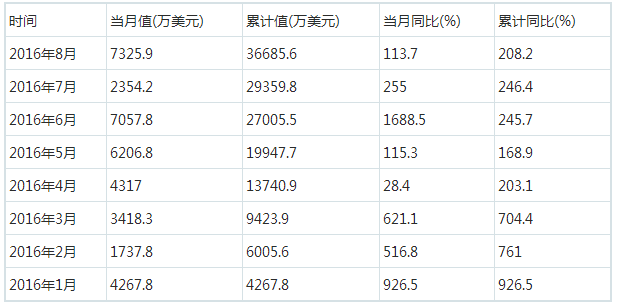 时间 当月值(万美元) 累计值(万美元) 当月同比(%) 累计同比(%)
2016年8月 7325.9 36685.6 113.7 208.2
2016年7月 2354.2 29359.8 255 246.4
2016年6月 7057.8 27005.5 1688.5 245.7
2016年5月 6206.8 19947.7 115.3 168.9
2016年4月 4317 13740.9 28.4 203.1
2016年3月 3418.3 9423.9 621.1 704.4
2016年2月 1737.8 6005.6 516.8 761
2016年1月 4267.8 4267.8 926.5 926.5